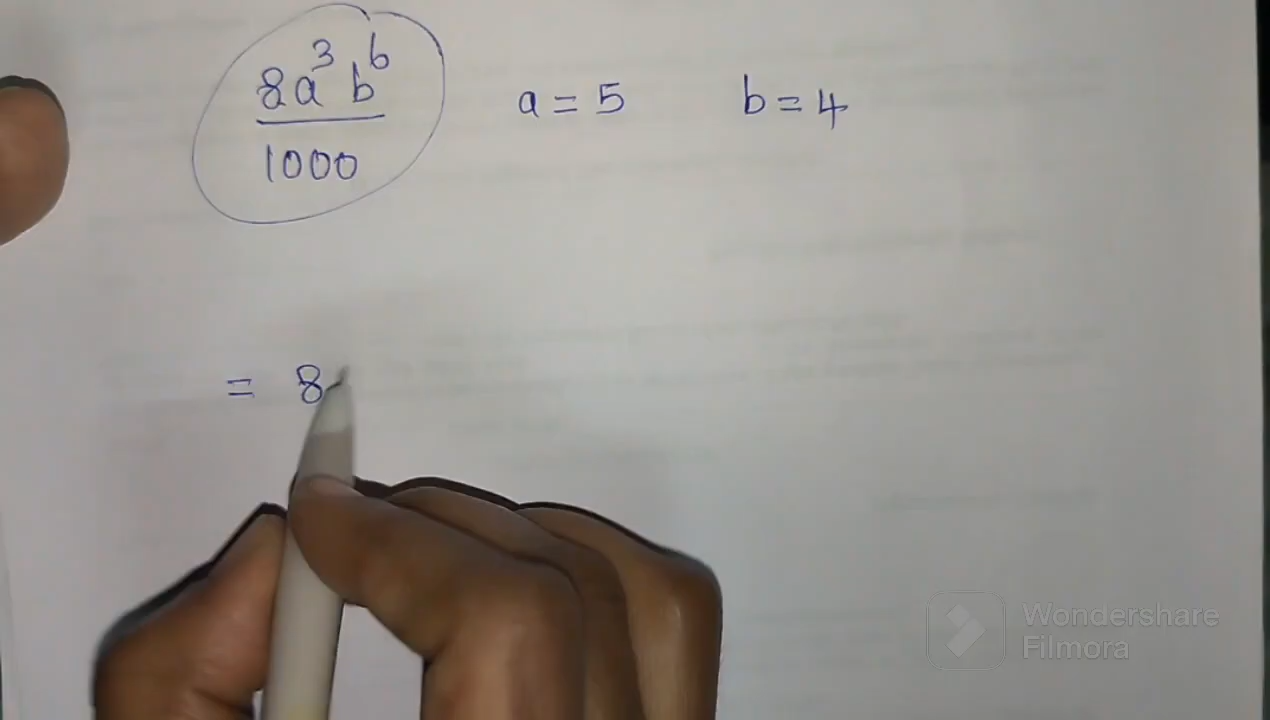 8a³b⁶ a = 5 b = 4
1000
= 8
Wondershare
Filmora